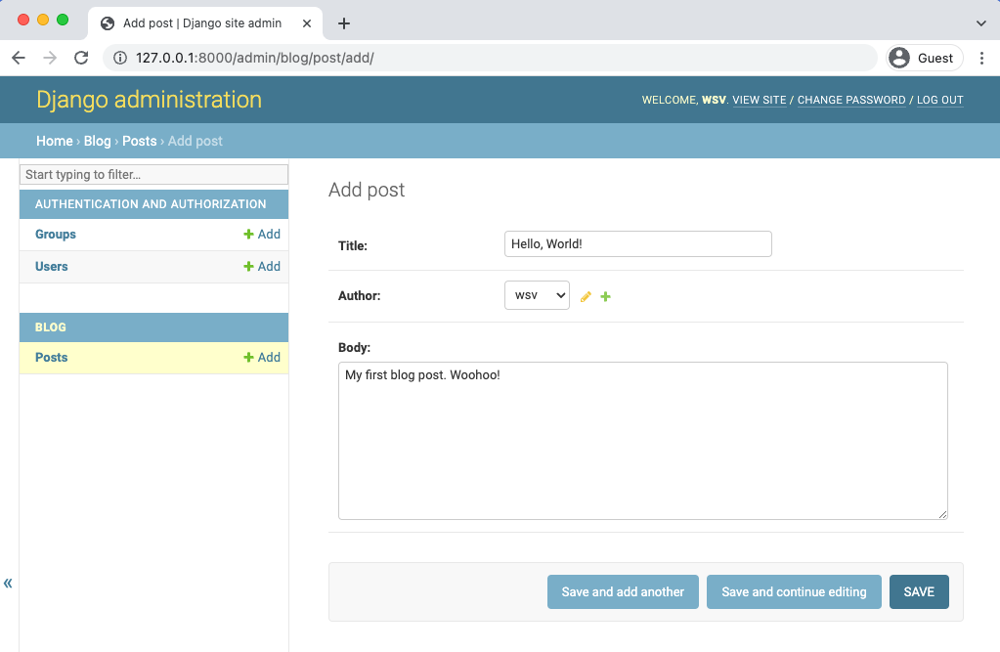 Add post | Django site admin
127.0.0.1:8000/admin/blog/post/add/
Guest
Django administration
WELCOME, WSV. VIEW SITE / CHANGE PASSWORD / LOG OUT
Home › Blog › Posts › Add post
Start typing to filter...
AUTHENTICATION AND AUTHORIZATION
Groups + Add
Users + Add
BLOG
Posts + Add
Add post
Title: Hello, World!
Author: wsv
Body:
My first blog post. Woohoo!
«
Save and add another Save and continue editing SAVE